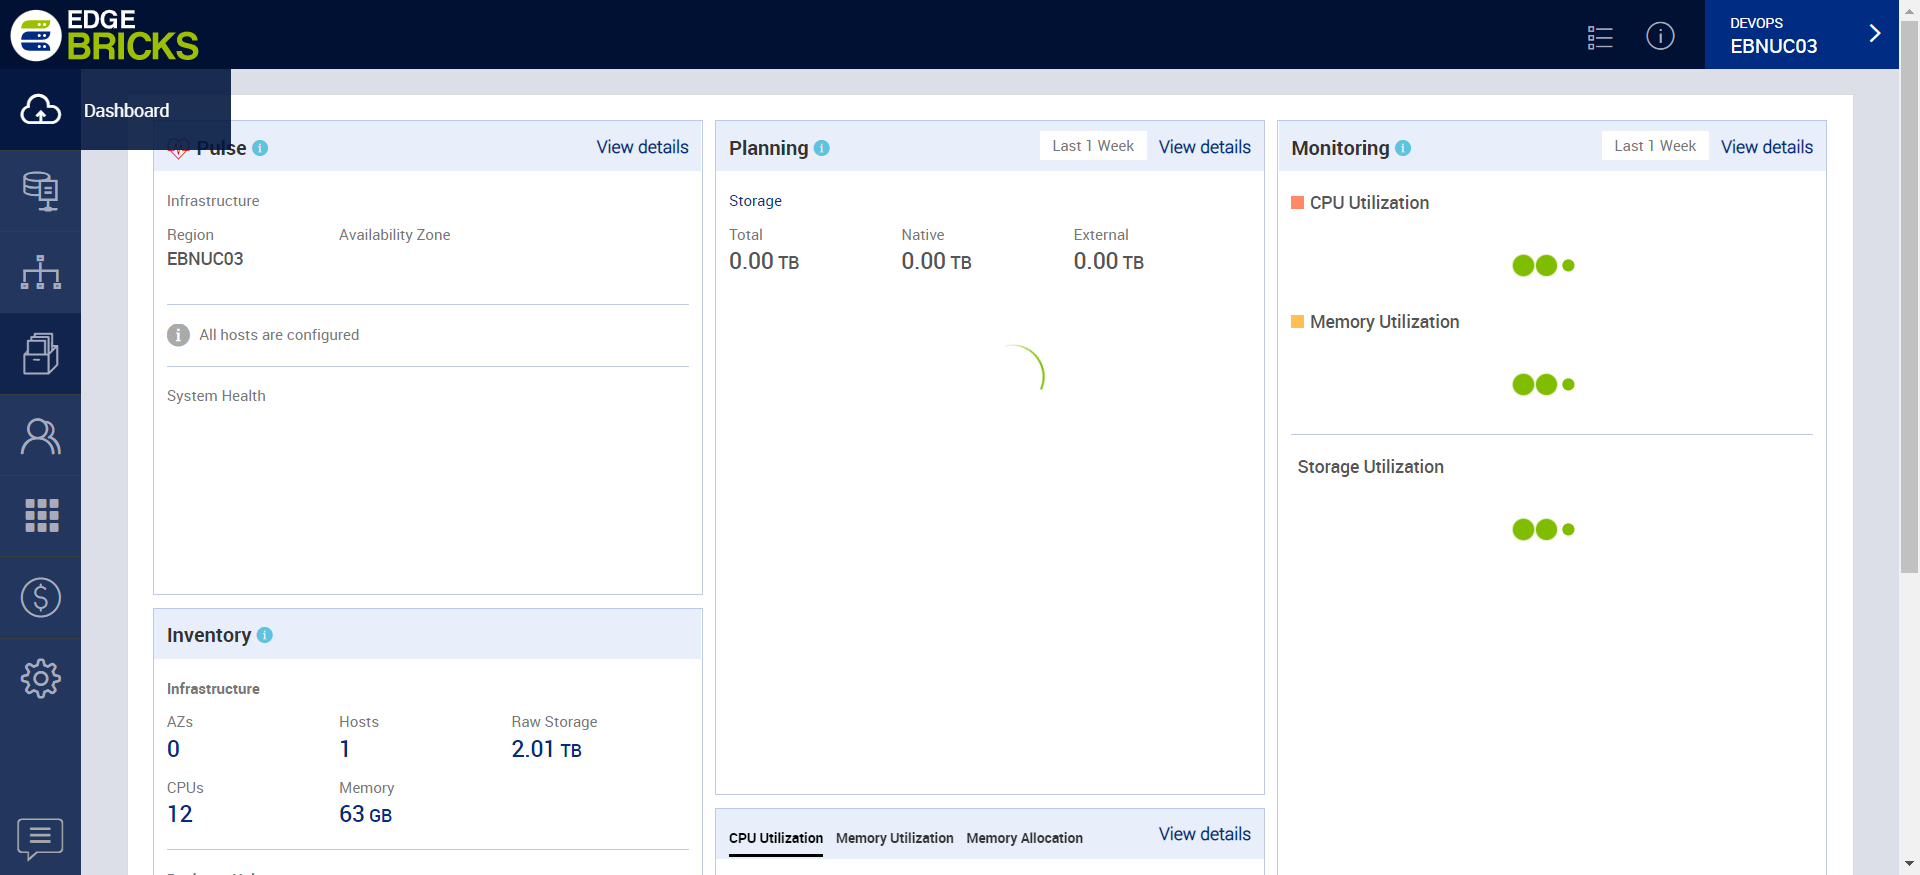 EDGE
BRICKS
DEVOPS
EBNUC03
Dashboard
Pulse
View details
Infrastructure
Region
Availability Zone
EBNUC03
All hosts are configured
System Health
Inventory
Infrastructure
AZs
Hosts
Raw Storage
0
1
2.01 TB
CPUs
Memory
12
63 GB
Planning
Last 1 Week
View details
Storage
Total
Native
External
0.00 TB
0.00 TB
0.00 TB
CPU Utilization
Memory Utilization
Memory Allocation
View details
Monitoring
Last 1 Week
View details
CPU Utilization
Memory Utilization
Storage Utilization